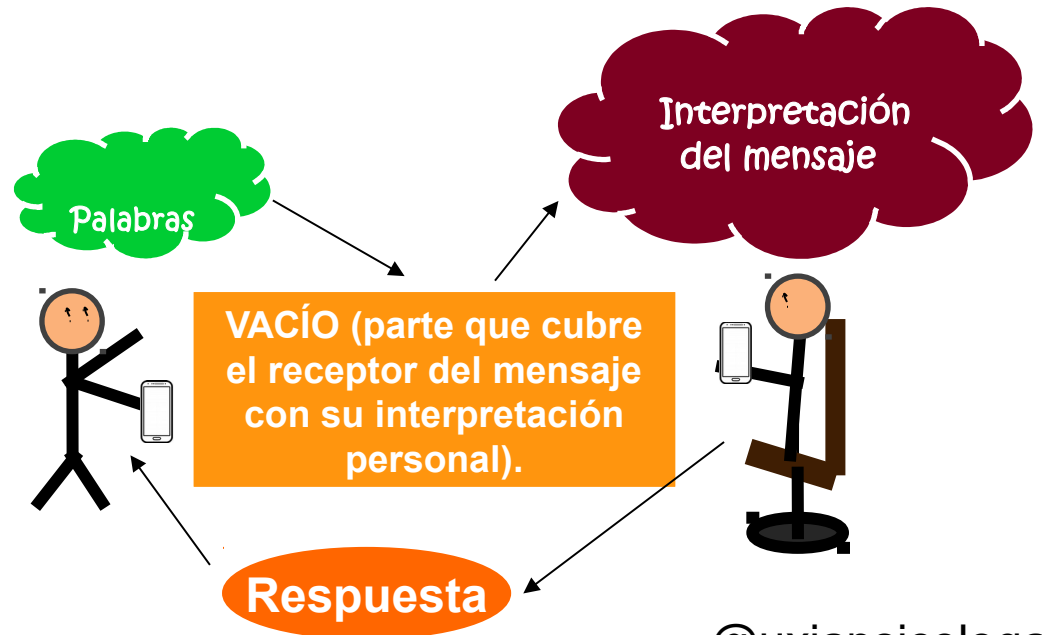 Interpretación
del mensaje
Palabras
VACÍO (parte que cubre
el receptor del mensaje
con su interpretación
personal).
Respuesta